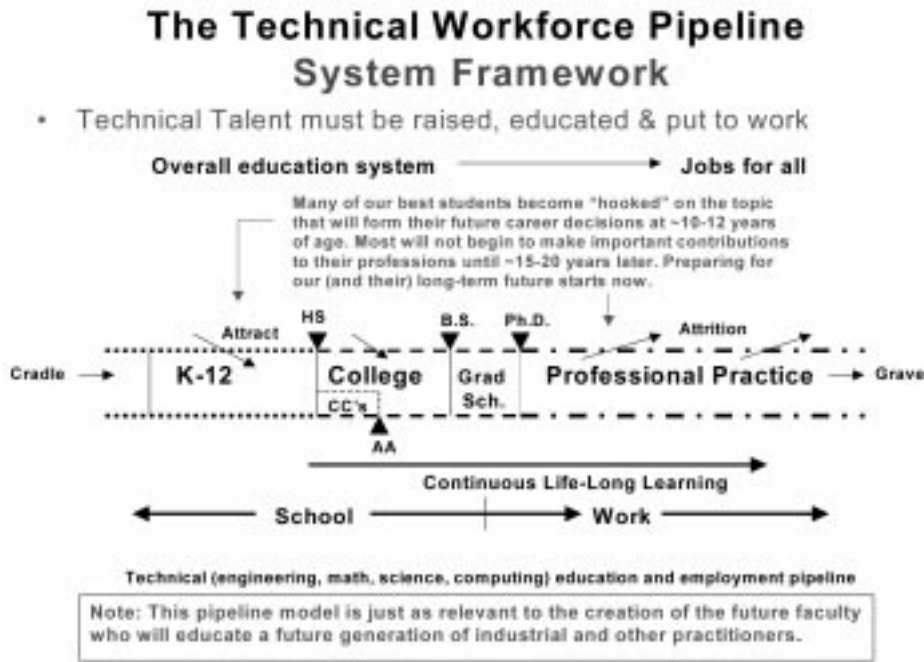 The Technical Workforce Pipeline
System Framework
• Technical Talent must be raised, educated & put to work
Overall education system
Jobs for all
Many of our best students become "hooked" on the topic
that will form their future career decisions at ~10-12 years
of age. Most will not begin to make important contributions
to their professions until ~15-20 years later. Preparing for
our (and their) long-term future starts now.
HS
B.S.
Ph.D.
Attract
Attrition
Cradle
K-12
College
Grad
Sch.
Professional Practice
Grave
CC's
AA
Continuous Life-Long Learning
School
Work
Technical (engineering, math, science, computing) education and employment pipeline
Note: This pipeline model is just as relevant to the creation of the future faculty
who will educate a future generation of industrial and other practitioners.